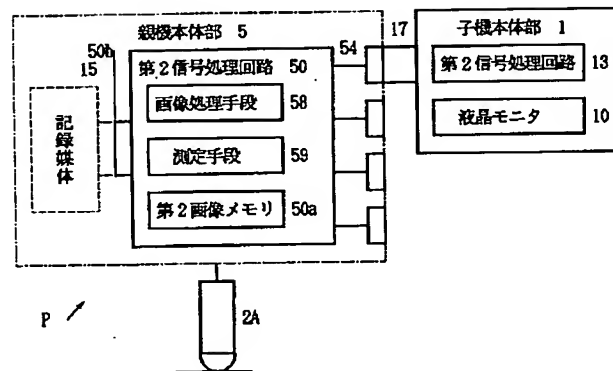 親機本体部 5
50b
15
第2信号処理回路 50
54
17
子機本体部 1
画像処理手段 58
第2信号処理回路 13
記録媒体
測定手段 59
液晶モニタ 10
第2画像メモリ 50a
P
2A